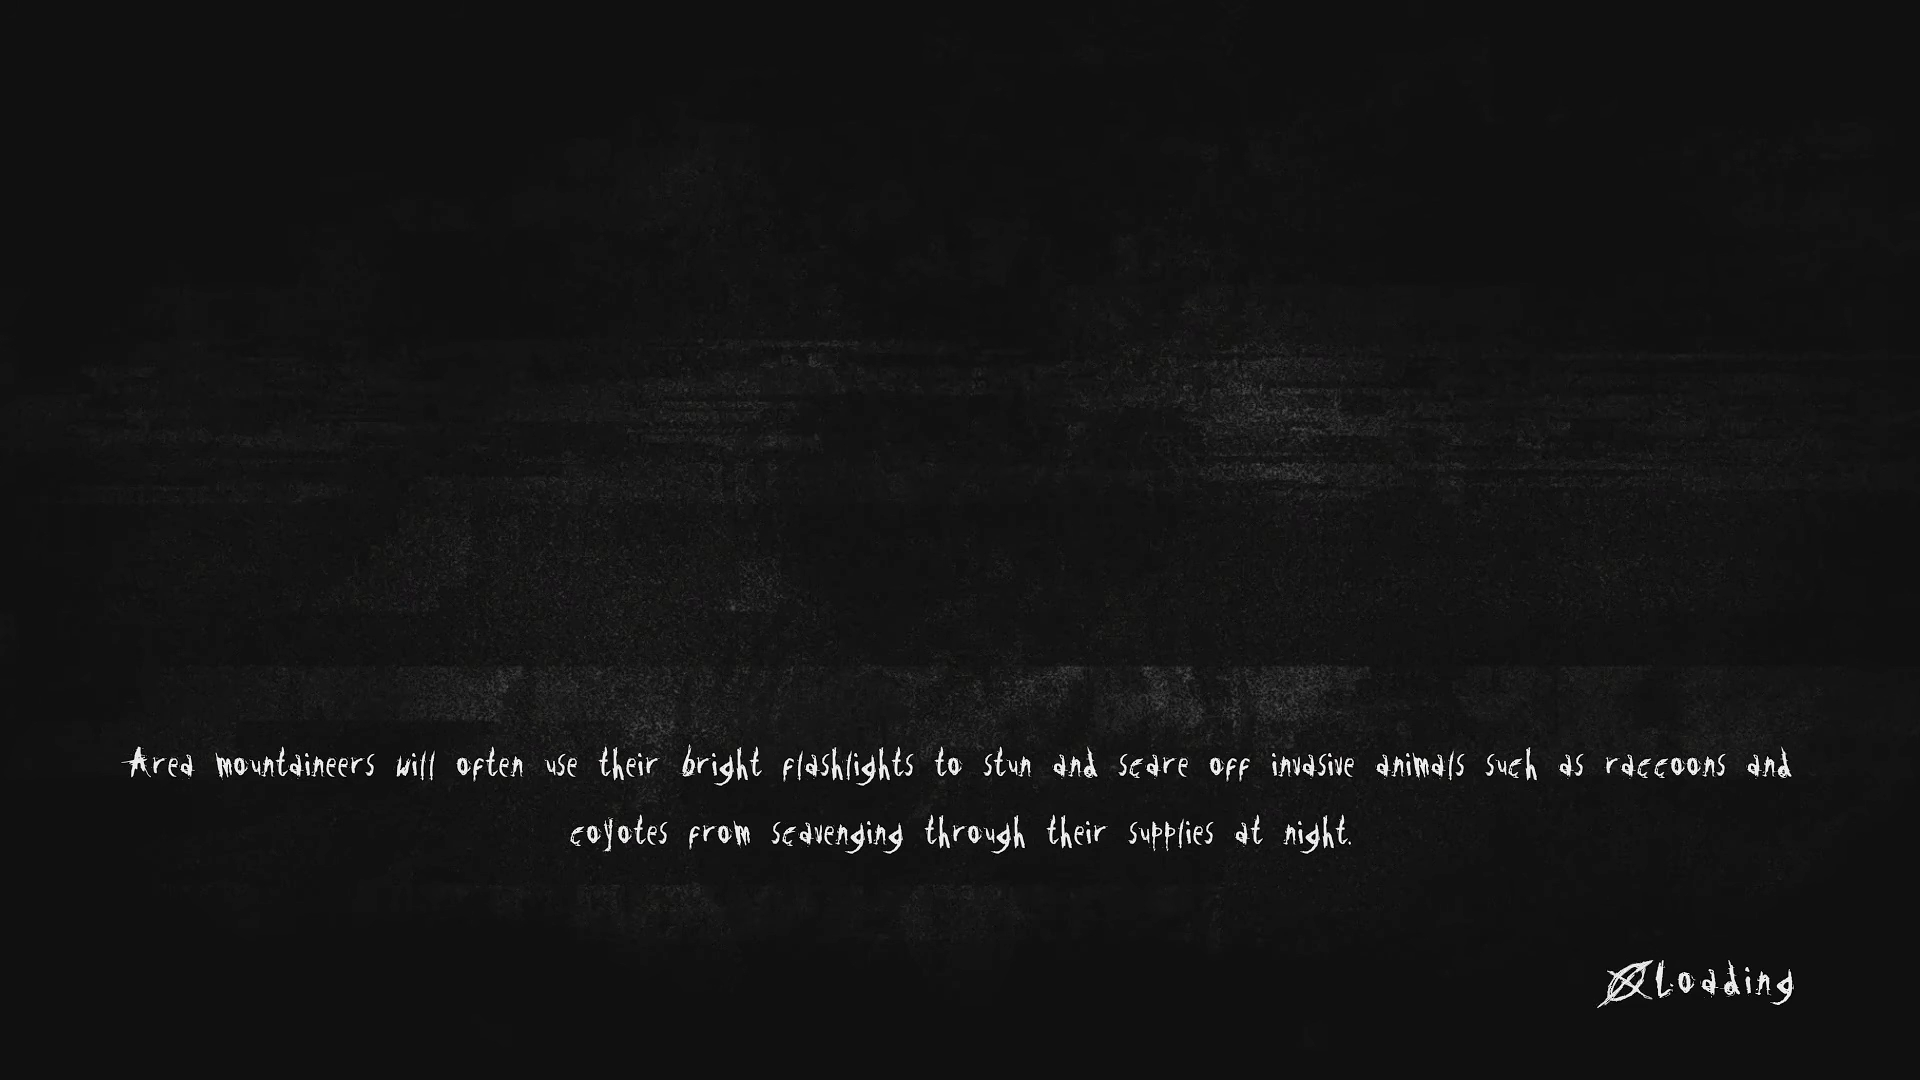 Area mountaineers will often use their bright flashlights to stun and scare off invasive animals such as raccoons and
coyotes from scavenging through their supplies at night.
Loading